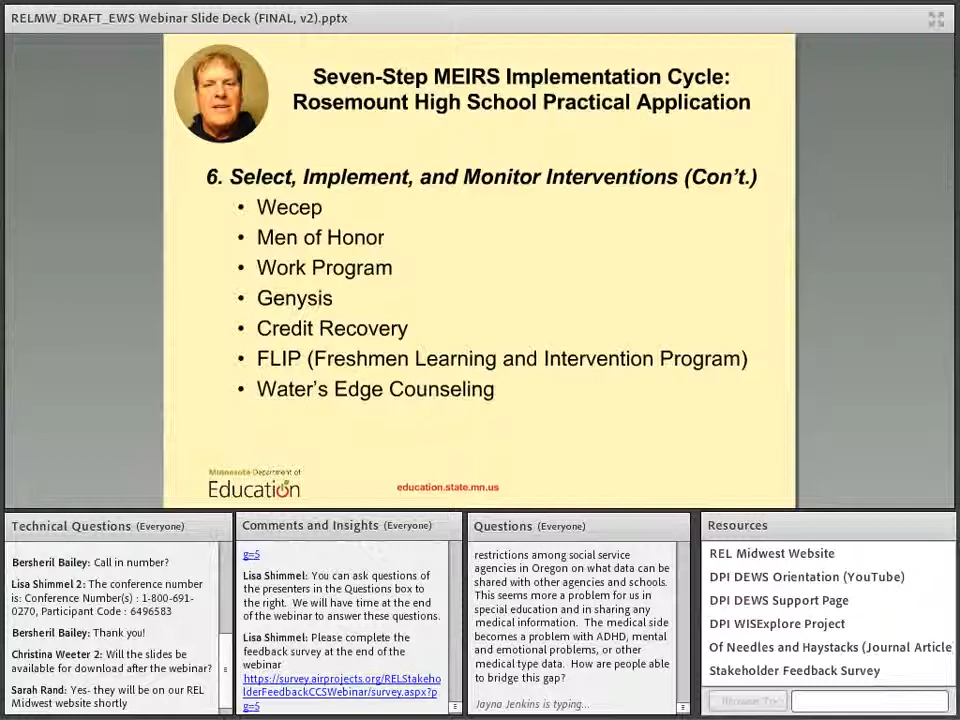 RELMW_DRAFT_EWS Webinar Slide Deck (FINAL, v2).pptx
Seven-Step MEIRS Implementation Cycle:
Rosemount High School Practical Application
6. Select, Implement, and Monitor Interventions (Con't.)
• Wecep
• Men of Honor
• Work Program
• Genysis
• Credit Recovery
• FLIP (Freshmen Learning and Intervention Program)
• Water's Edge Counseling
Minnesota Department of
Education
education.state.mn.us
Technical Questions (Everyone)
Bersheril Bailey: Call in number?
Lisa Shimmel 2: The conference number
is: Conference Number(s) : 1-800-691-
0270, Participant Code : 6496583
Bersheril Bailey: Thank you!
Christina Weeter 2: Will the slides be
available for download after the webinar?
Sarah Rand: Yes- they will be on our REL
Midwest website shortly
Comments and Insights (Everyone)
g=5
Lisa Shimmel: You can ask questions of
the presenters in the Questions box to
the right. We will have time at the end
of the webinar to answer these questions.
Lisa Shimmel: Please complete the
feedback survey at the end of the
webinar
https://survey.airprojects.org/RELStakeho
lderFeedbackCCSWebinar/survey.aspx?p
g=5
Questions (Everyone)
restrictions among social service
agencies in Oregon on what data can be
shared with other agencies and schools.
This seems more a problem for us in
special education and in sharing any
medical information. The medical side
becomes a problem with ADHD, mental
and emotional problems, or other
medical type data. How are people able
to bridge this gap?
Jayna Jenkins is typing...
Resources
REL Midwest Website
DPI DEWS Orientation (YouTube)
DPI DEWS Support Page
DPI WISExplore Project
Of Needles and Haystacks (Journal Article
Stakeholder Feedback Survey
Browse To